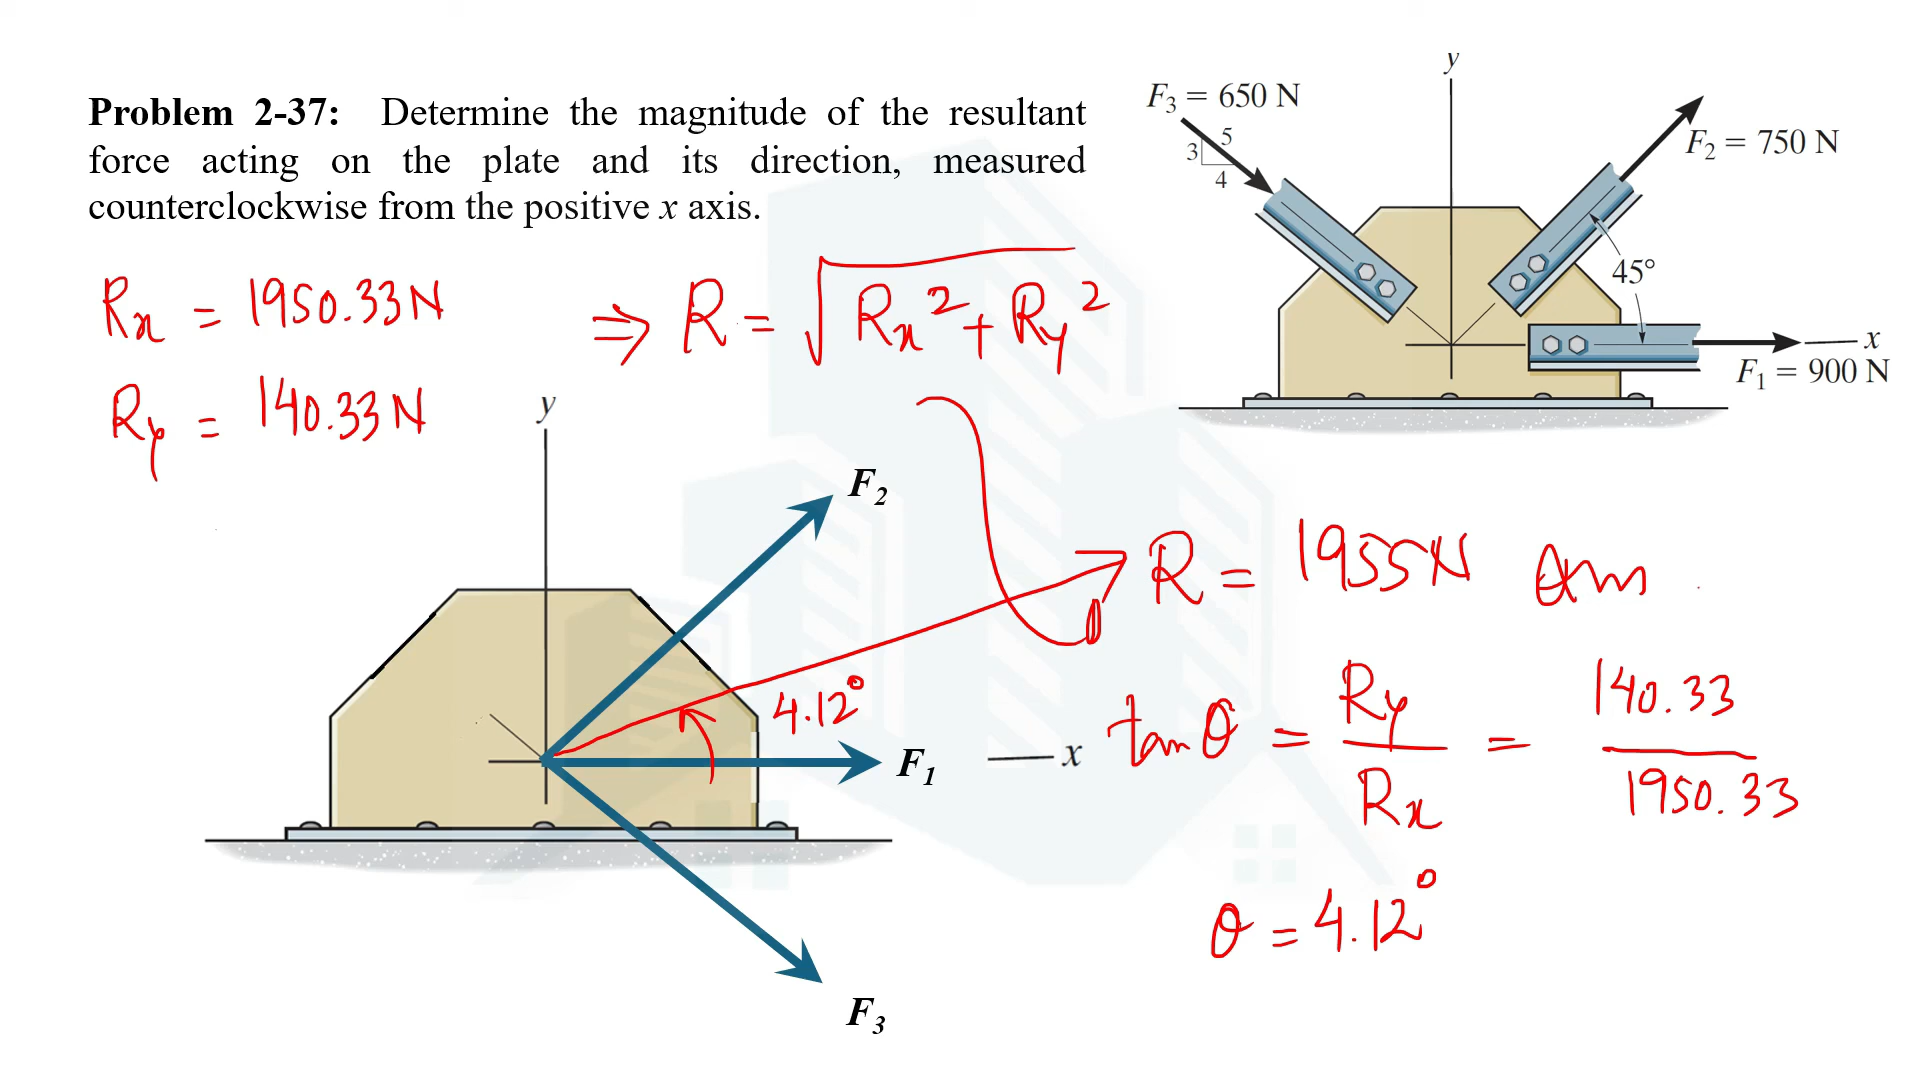 Problem 2-37: Determine the magnitude of the resultant
force acting on the plate and its direction, measured
counterclockwise from the positive x axis.
y
F₃ = 650 N
5
3
4
F₂ = 750 N
45°
x
F₁ = 900 N
Rx = 1950.33N ⇒ R = √(Rx² + Ry²)
Ry = 140.33N
y
F₂
R = 1955N
4.12°
F₁
x
tanθ = Ry/Rx = 140.33/1950.33
θ = 4.12°
F₃